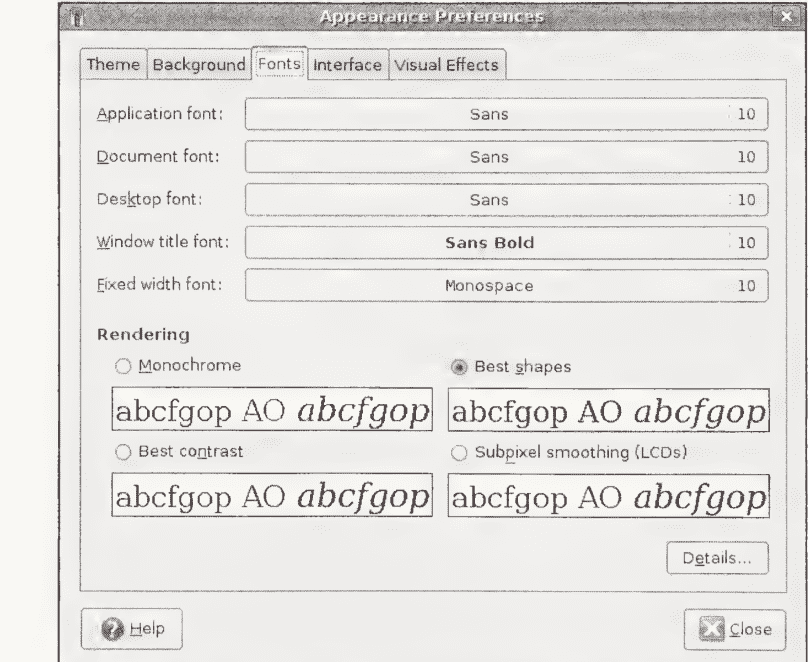 Appearance Preferences
Theme Background Fonts Interface Visual Effects
Application font: Sans 10
Document font: Sans 10
Desktop font: Sans 10
Window title font: Sans Bold 10
Fixed width font: Monospace 10
Rendering
Monochrome Best shapes
abcfgop AO abcfgop abcfgop AO abcfgop
Best contrast Subpixel smoothing (LCDs)
abcfgop AO abcfgop abcfgop AO abcfgop
Details...
Help Close